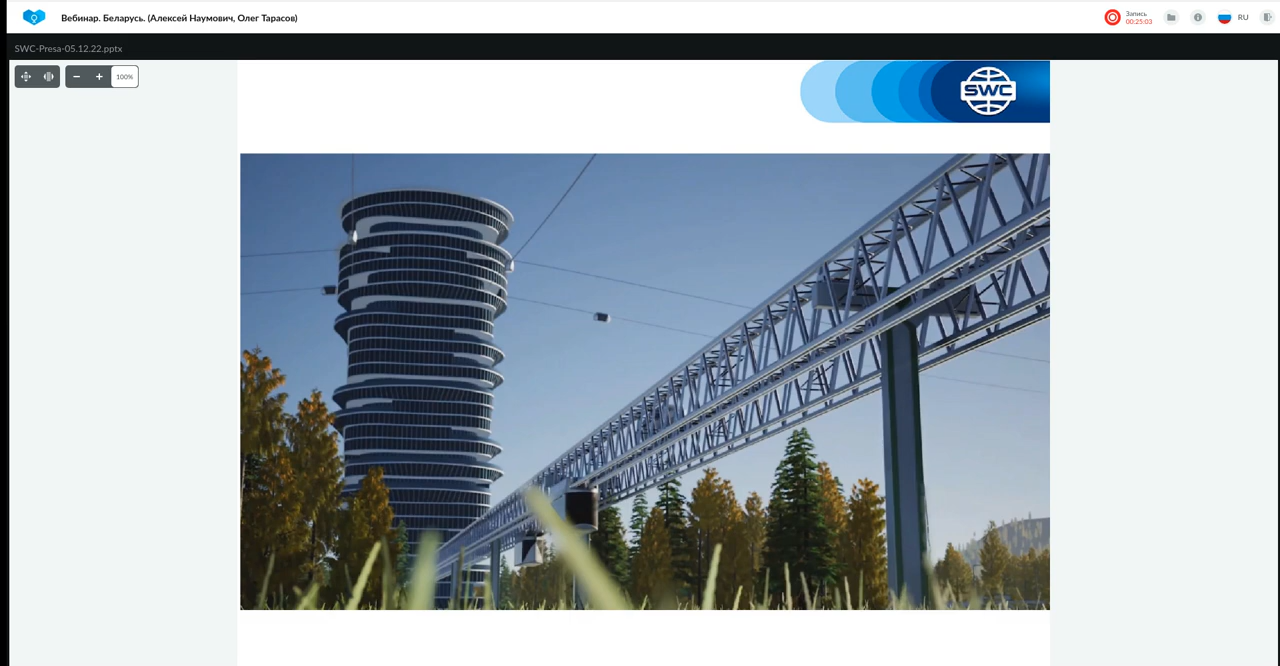 Вебинар. Беларусь. (Алексей Наумович, Олег Тарасов)
Запись
00:25:03
RU
SWC-Presa-05.12.22.pptx
100%
SWC